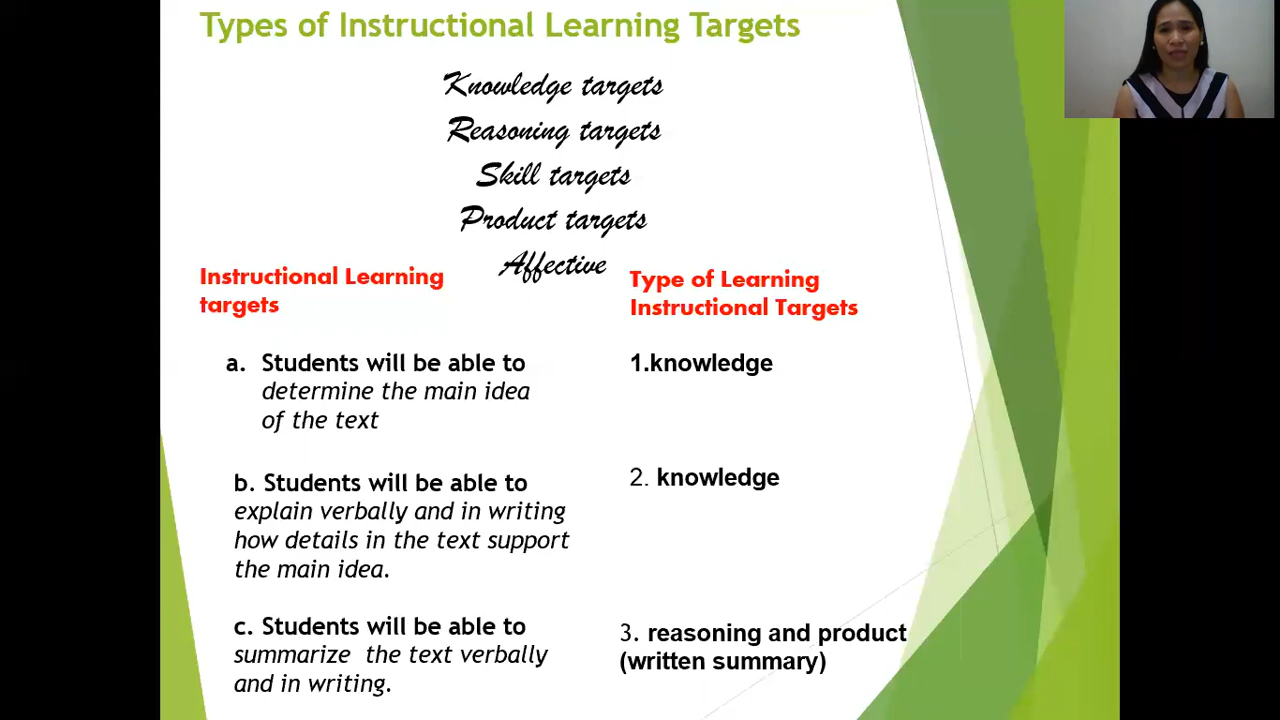 Types of Instructional Learning Targets
Knowledge targets
Reasoning targets
Skill targets
Product targets
Affective
Instructional Learning
targets
Type of Learning
Instructional Targets
a. Students will be able to
determine the main idea
of the text
1.knowledge
b. Students will be able to
explain verbally and in writing
how details in the text support
the main idea.
2. knowledge
c. Students will be able to
summarize the text verbally
and in writing.
3. reasoning and product
(written summary)